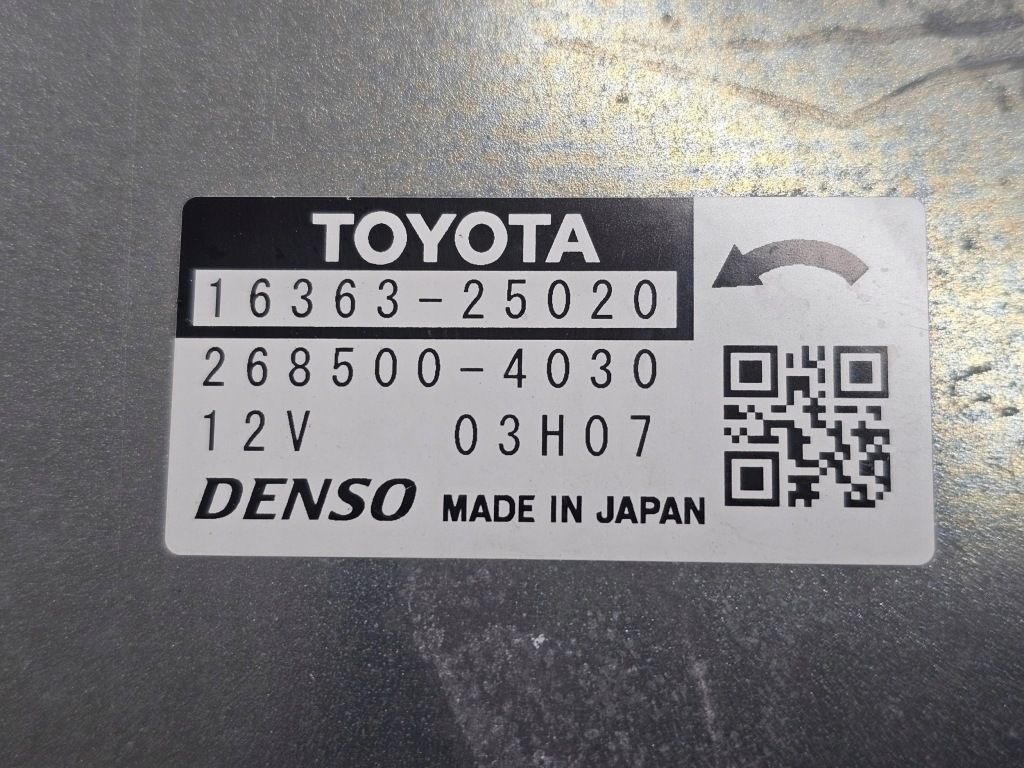 TOYOTA
16363-25020
268500-4030
12V 03H07
DENSO MADE IN JAPAN